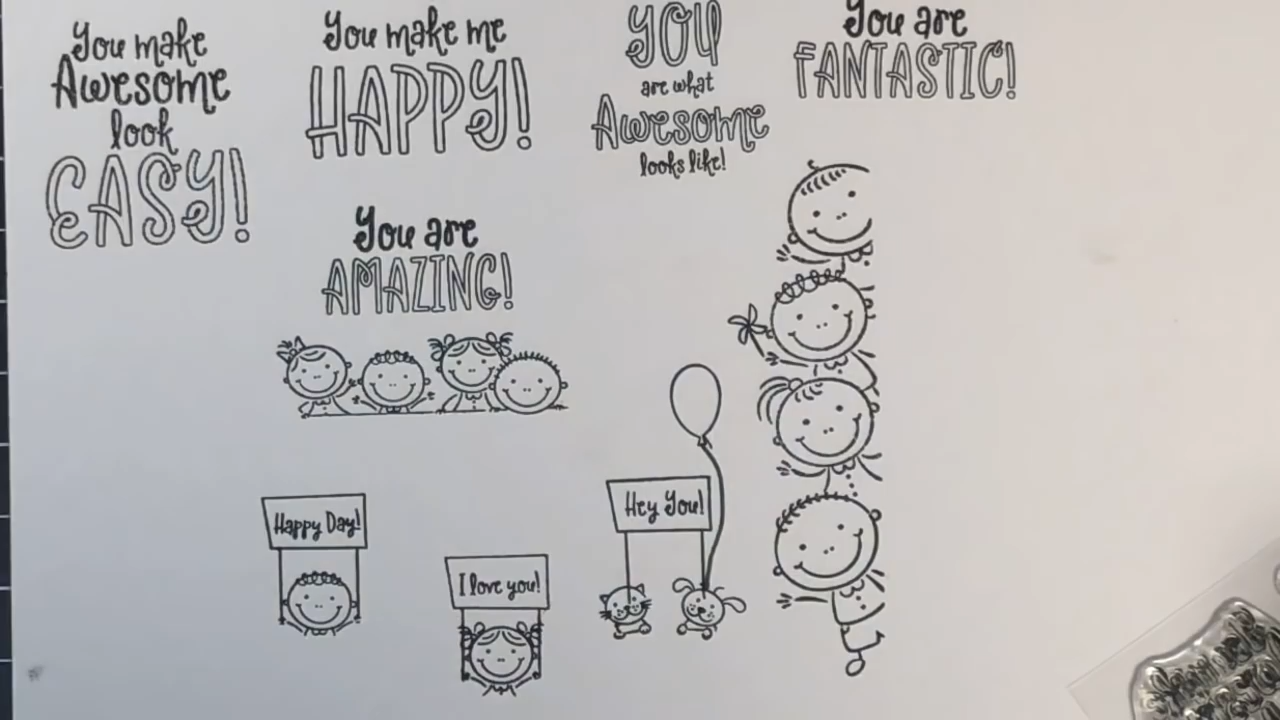 You make
Awesome
look
EASY!
You make me
HAPPY!
YOU
are what
Awesome
looks like!
You are
FANTASTIC!
You are
AMAZING!
Happy Day!
I love you!
Hey You!